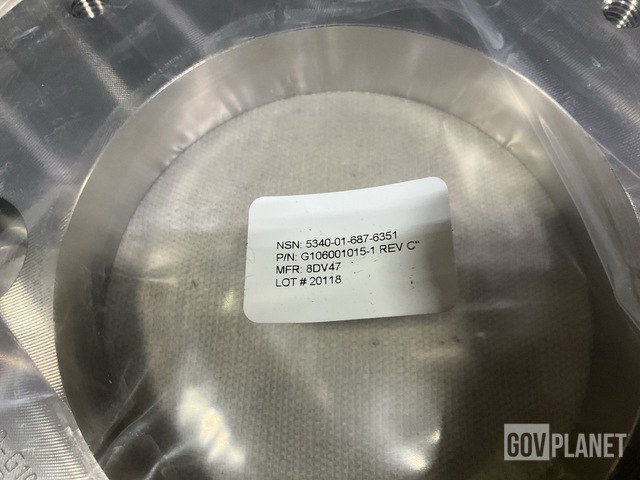 NSN: 5340-01-687-6351
P/N: G106001015-1 REV C"
MFR: 8DV47
LOT # 20118
GOVPLANET